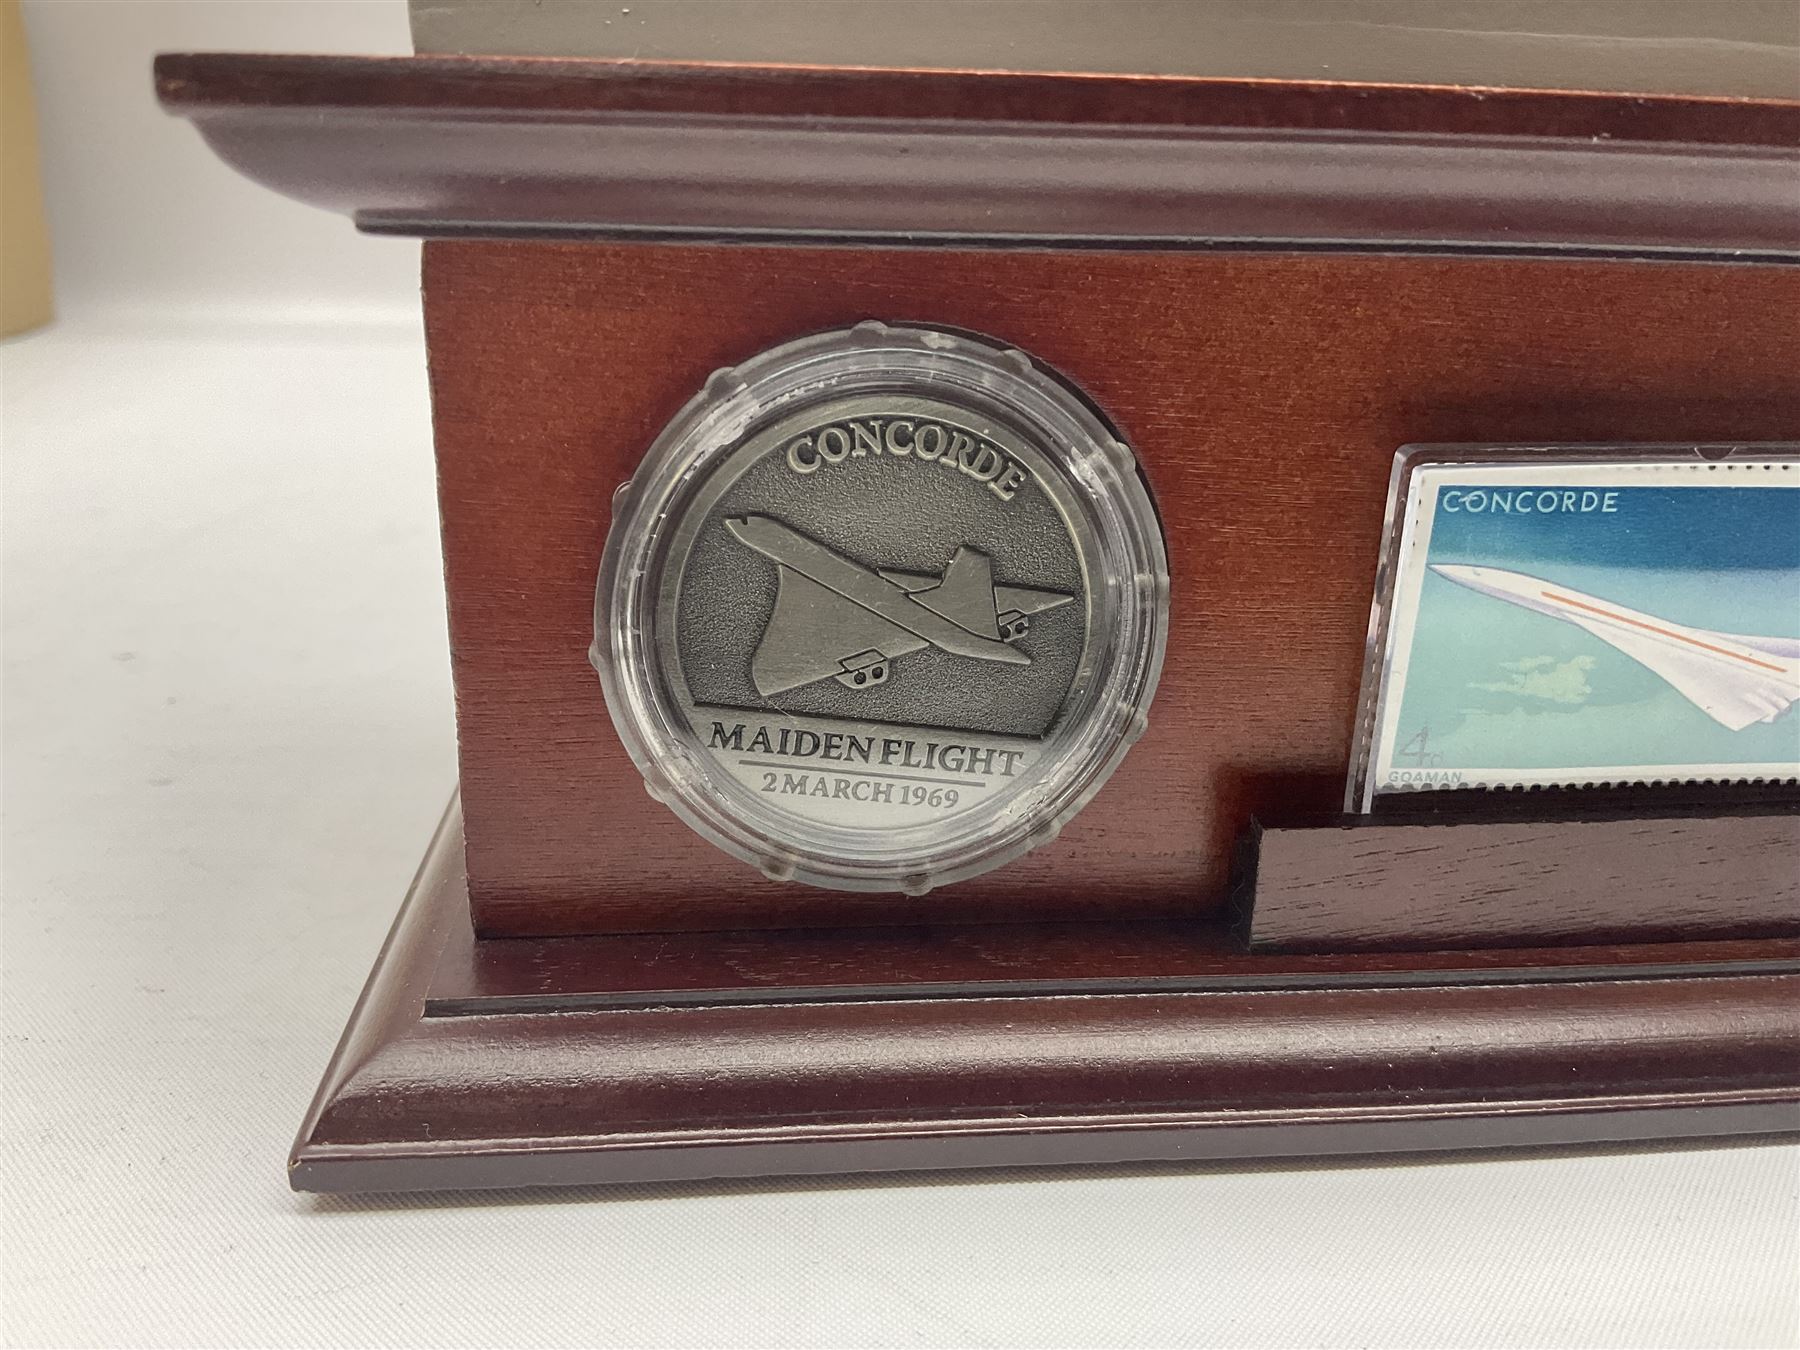 CONCORDE
MAIDEN FLIGHT
2 MARCH 1969
CONCORDE
4d
GOAMAN